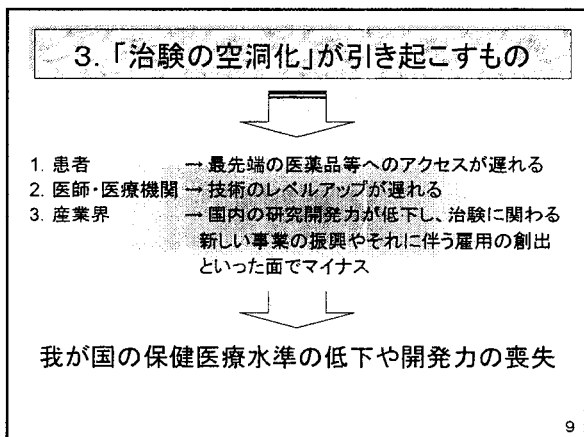 3. 「治験の空洞化」が引き起こすもの
1. 患者 → 最先端の医薬品等へのアクセスが遅れる
2. 医師・医療機関 → 技術のレベルアップが遅れる
3. 産業界 → 国内の研究開発力が低下し、治験に関わる
新しい事業の振興やそれに伴う雇用の創出
といった面でマイナス
我が国の保健医療水準の低下や開発力の喪失
9